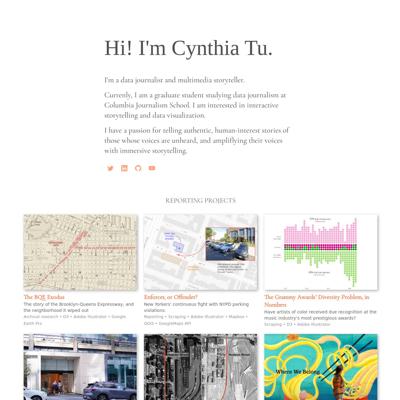 Hi! I'm Cynthia Tu.
I'm a data journalist and multimedia storyteller.
Currently, I am a graduate student studying data journalism at
Columbia Journalism School. I am interested in interactive
storytelling and data visualization.
I have a passion for telling authentic, human-interest stories of
those whose voices are unheard, and amplifying their voices
with immersive storytelling.
REPORTING PROJECTS
The BQE Exodus
The story of the Brooklyn-Queens Expressway, and
the neighborhood it wiped out
Archival research • D3 • Adobe Illustrator • Google
Earth Pro
Enforcer, or Offender?
New Yorkers' continuous fight with NYPD parking
violations.
Reporting • Scraping • Adobe Illustrator • Mapbox •
QGIS • GoogleMaps API
The Grammy Awards' Diversity Problem, in
Numbers
Have artists of color received due recognition at the
music industry's most prestigious awards?
Scraping • D3 • Adobe Illustrator
Where We Belong